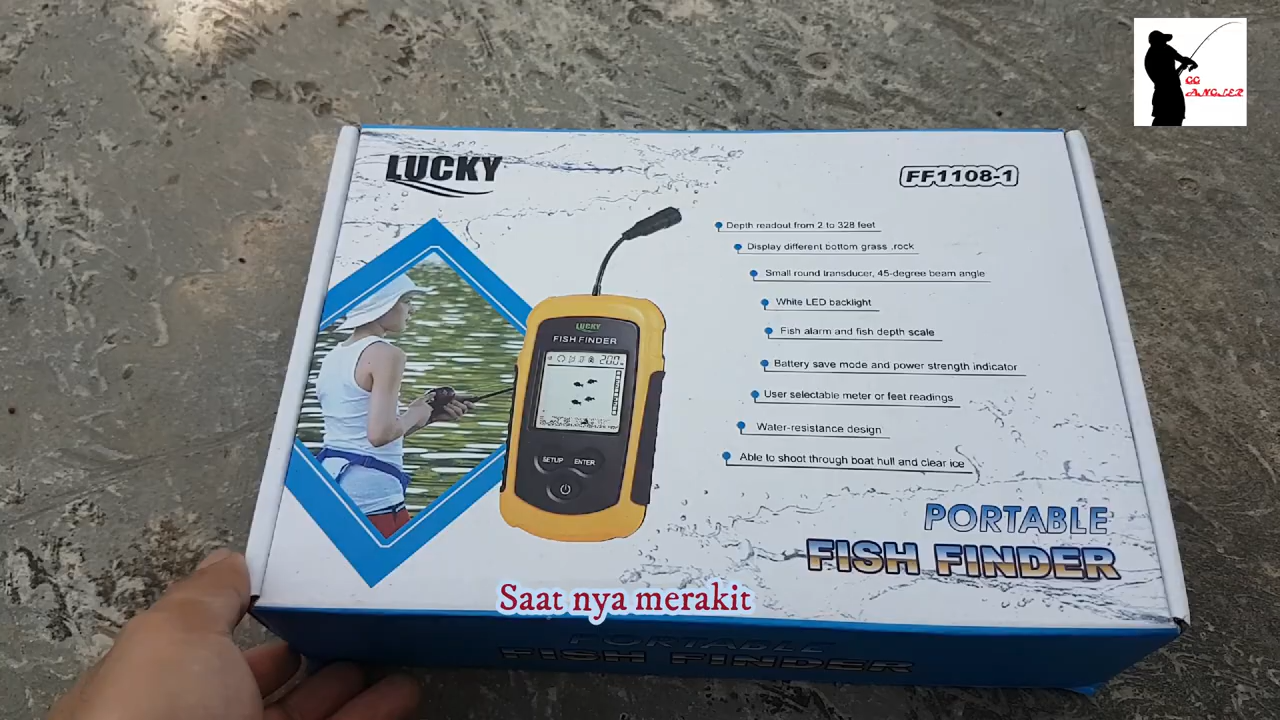 GG
ANGLER
LUCKY
FF1108-1
Depth readout from 2 to 328 feet
Display different bottom grass ,rock
Small round transducer, 45-degree beam angle
White LED backlight
Fish alarm and fish depth scale
Battery save mode and power strength indicator
User selectable meter or feet readings
Water-resistance design
Able to shoot through boat hull and clear ice
LUCKY
FISH FINDER
200
SETUP ENTER
PORTABLE
FISH FINDER
Saat nya merakit
PORTABLE
FISH FINDER